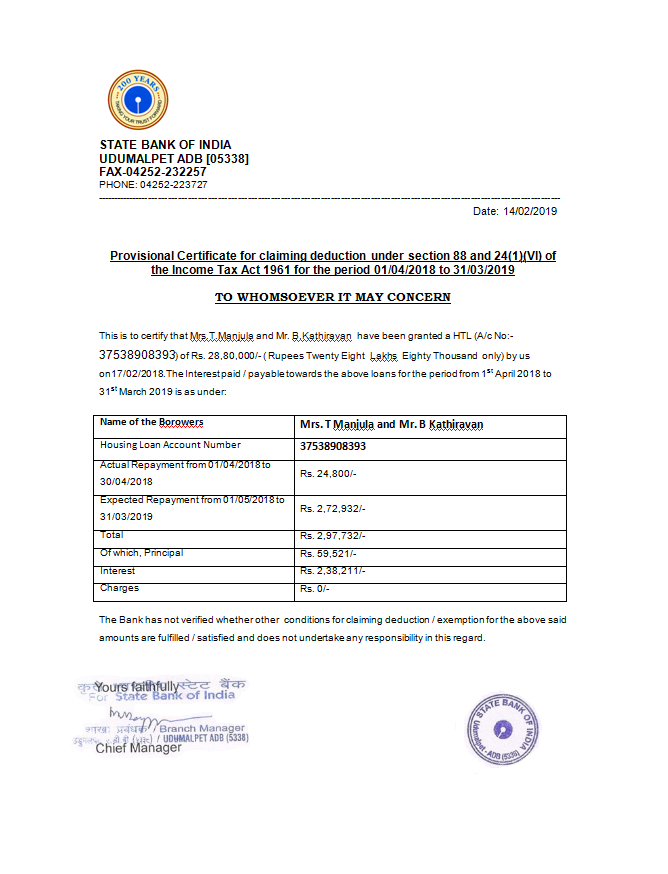 200 YEARS
TAKING YOUR TRUST FORWARD
STATE BANK OF INDIA
UDUMALPET ADB [05338]
FAX-04252-232257
PHONE: 04252-223727
Date: 14/02/2019
Provisional Certificate for claiming deduction under section 88 and 24(1)(VI) of
the Income Tax Act 1961 for the period 01/04/2018 to 31/03/2019
TO WHOMSOEVER IT MAY CONCERN
This is to certify that Mrs.T.Manjula and Mr. B.Kathiravan have been granted a HTL (A/c No:-
37538908393) of Rs. 28,80,000/- ( Rupees Twenty Eight Lakhs Eighty Thousand only) by us
on17/02/2018.The Interest paid / payable towards the above loans for the period from 1st April 2018 to
31st March 2019 is as under:
Name of the Borowers Mrs. T Manjula and Mr. B Kathiravan
Housing Loan Account Number 37538908393
Actual Repayment from 01/04/2018 to
30/04/2018 Rs. 24,800/-
Expected Repayment from 01/05/2018 to
31/03/2019 Rs. 2,72,932/-
Total Rs. 2,97,732/-
Of which, Principal Rs. 59,521/-
Interest Rs. 2,38,211/-
Charges Rs. 0/-
The Bank has not verified whether other conditions for claiming deduction / exemption for the above said
amounts are fulfilled / satisfied and does not undertake any responsibility in this regard.
Yours faithfully स्टेट बैंक
For State Bank of India
शाखा प्रबंधक / Branch Manager
/ UDUMALPET ADB (5338)
Chief Manager
STATE BANK OF INDIA
Udumalpet - ADB (5338)